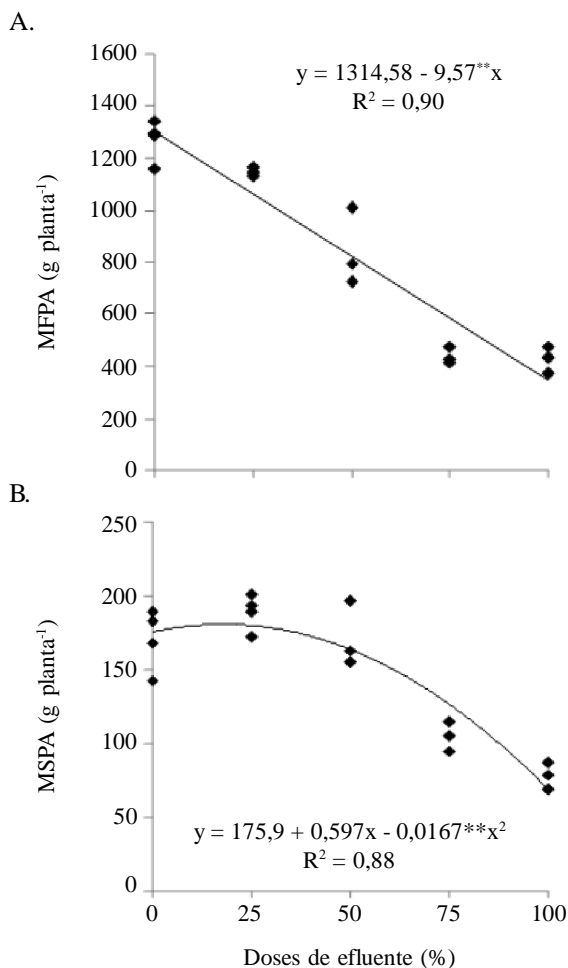 A.
1600
y = 1314,58 - 9,57**x
R² = 0,90
1400
1200
1000
800
600
400
200
0
MFPA (g planta⁻¹)
B.
250
200
150
100
50
0
MSPA (g planta⁻¹)
y = 175,9 + 0,597x - 0,0167**x²
R² = 0,88
0 25 50 75 100
Doses de efluente (%)